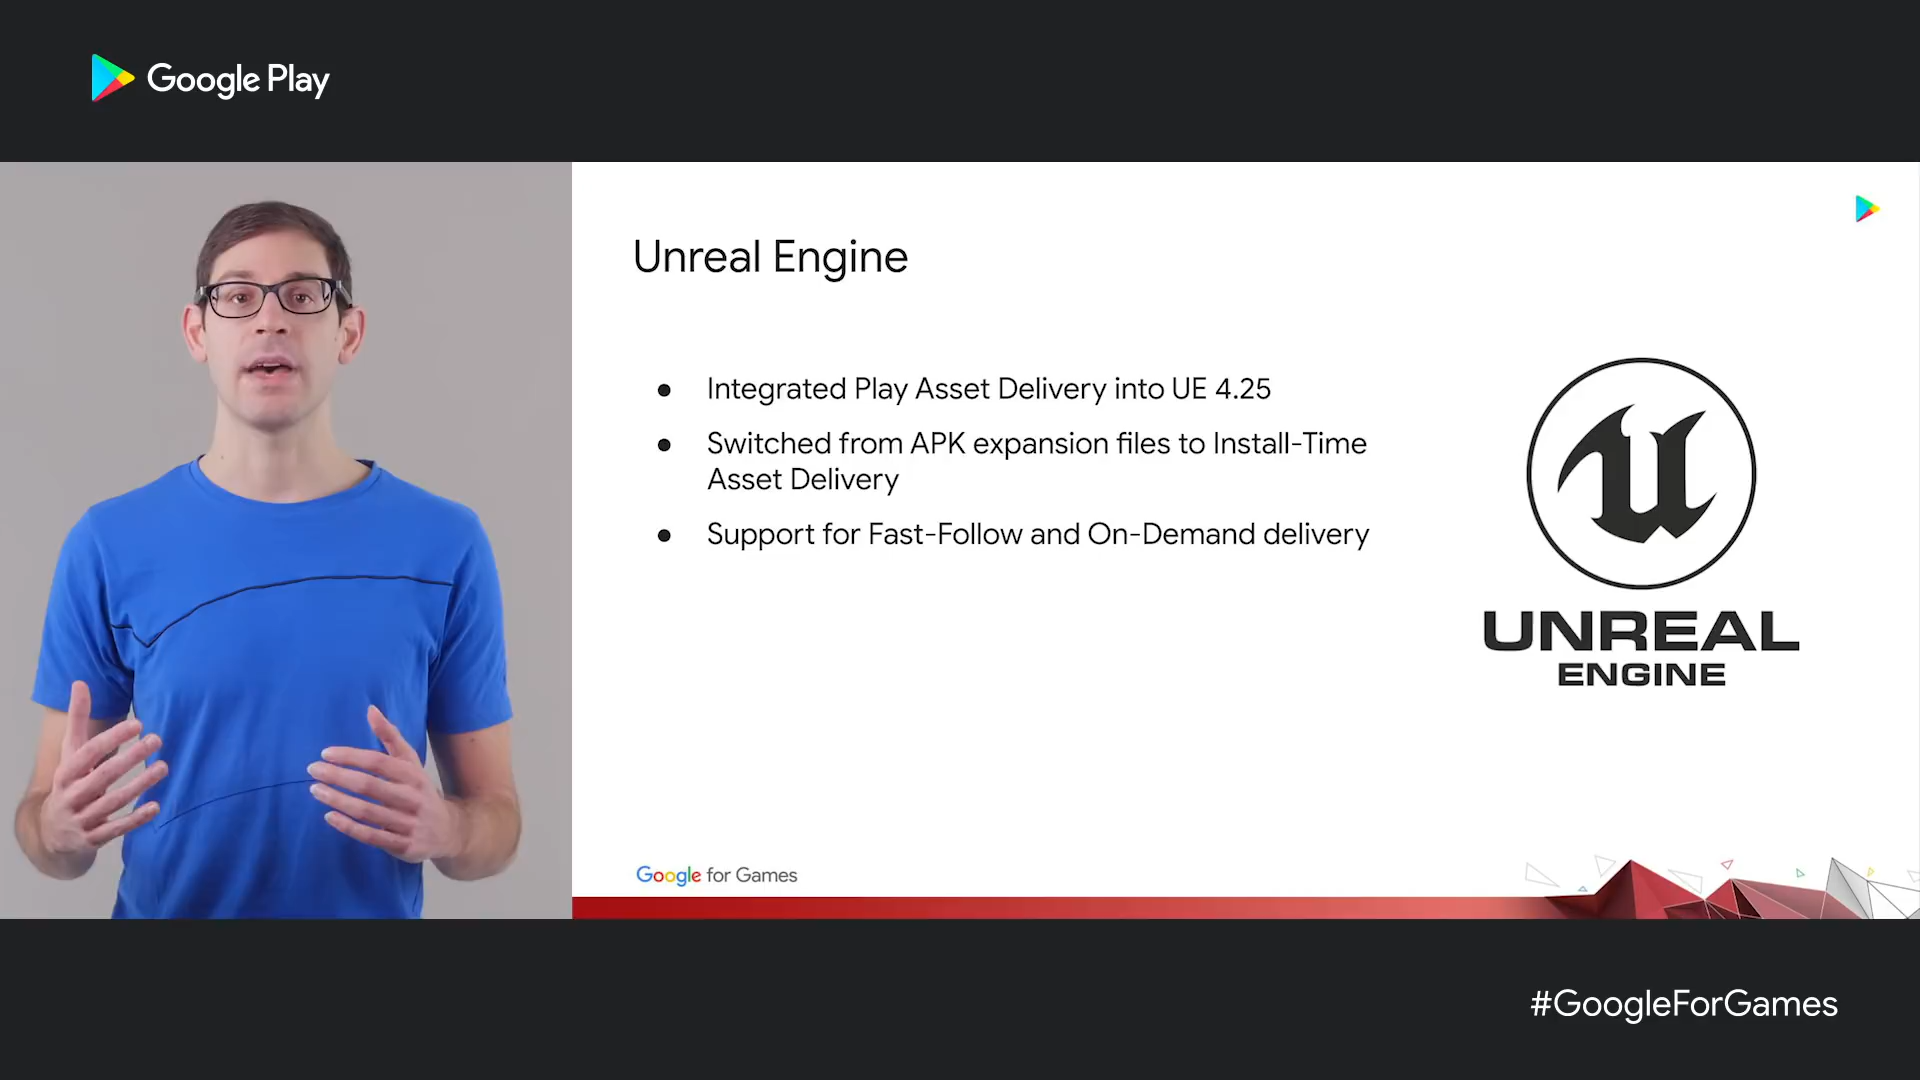 Google Play
Unreal Engine
● Integrated Play Asset Delivery into UE 4.25
● Switched from APK expansion files to Install-Time
Asset Delivery
● Support for Fast-Follow and On-Demand delivery
UNREAL
ENGINE
Google for Games
#GoogleForGames